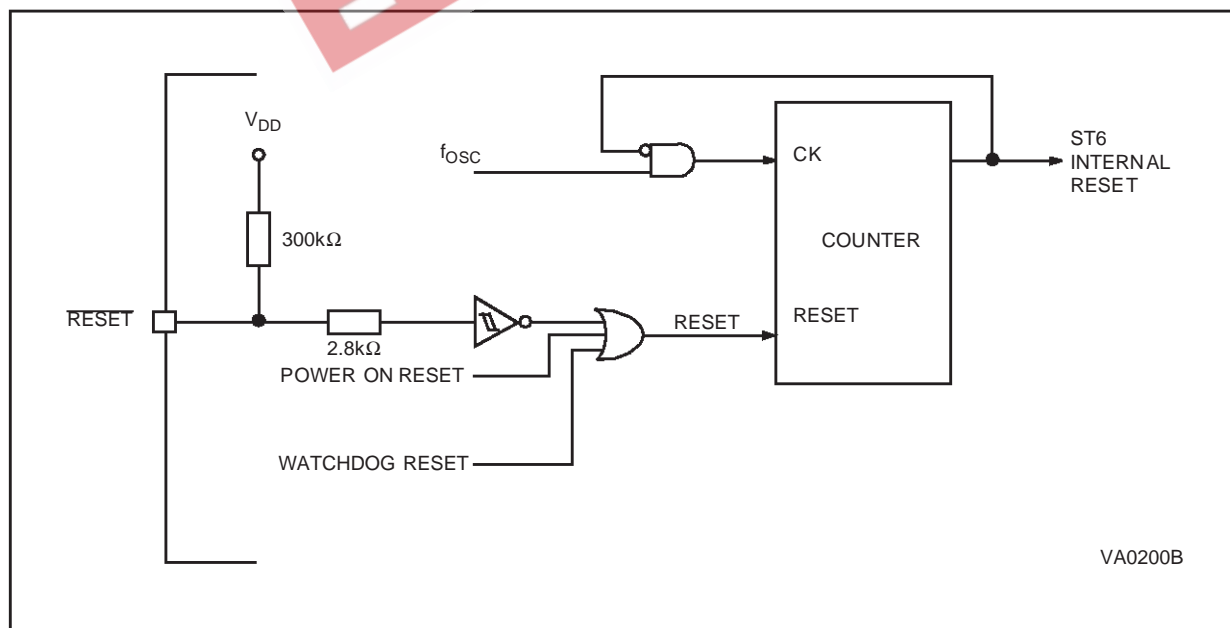 V_DD
f_OSC
CK
ST6
INTERNAL
RESET
300kΩ
COUNTER
RESET
2.8kΩ
RESET
RESET
POWER ON RESET
WATCHDOG RESET
VA0200B